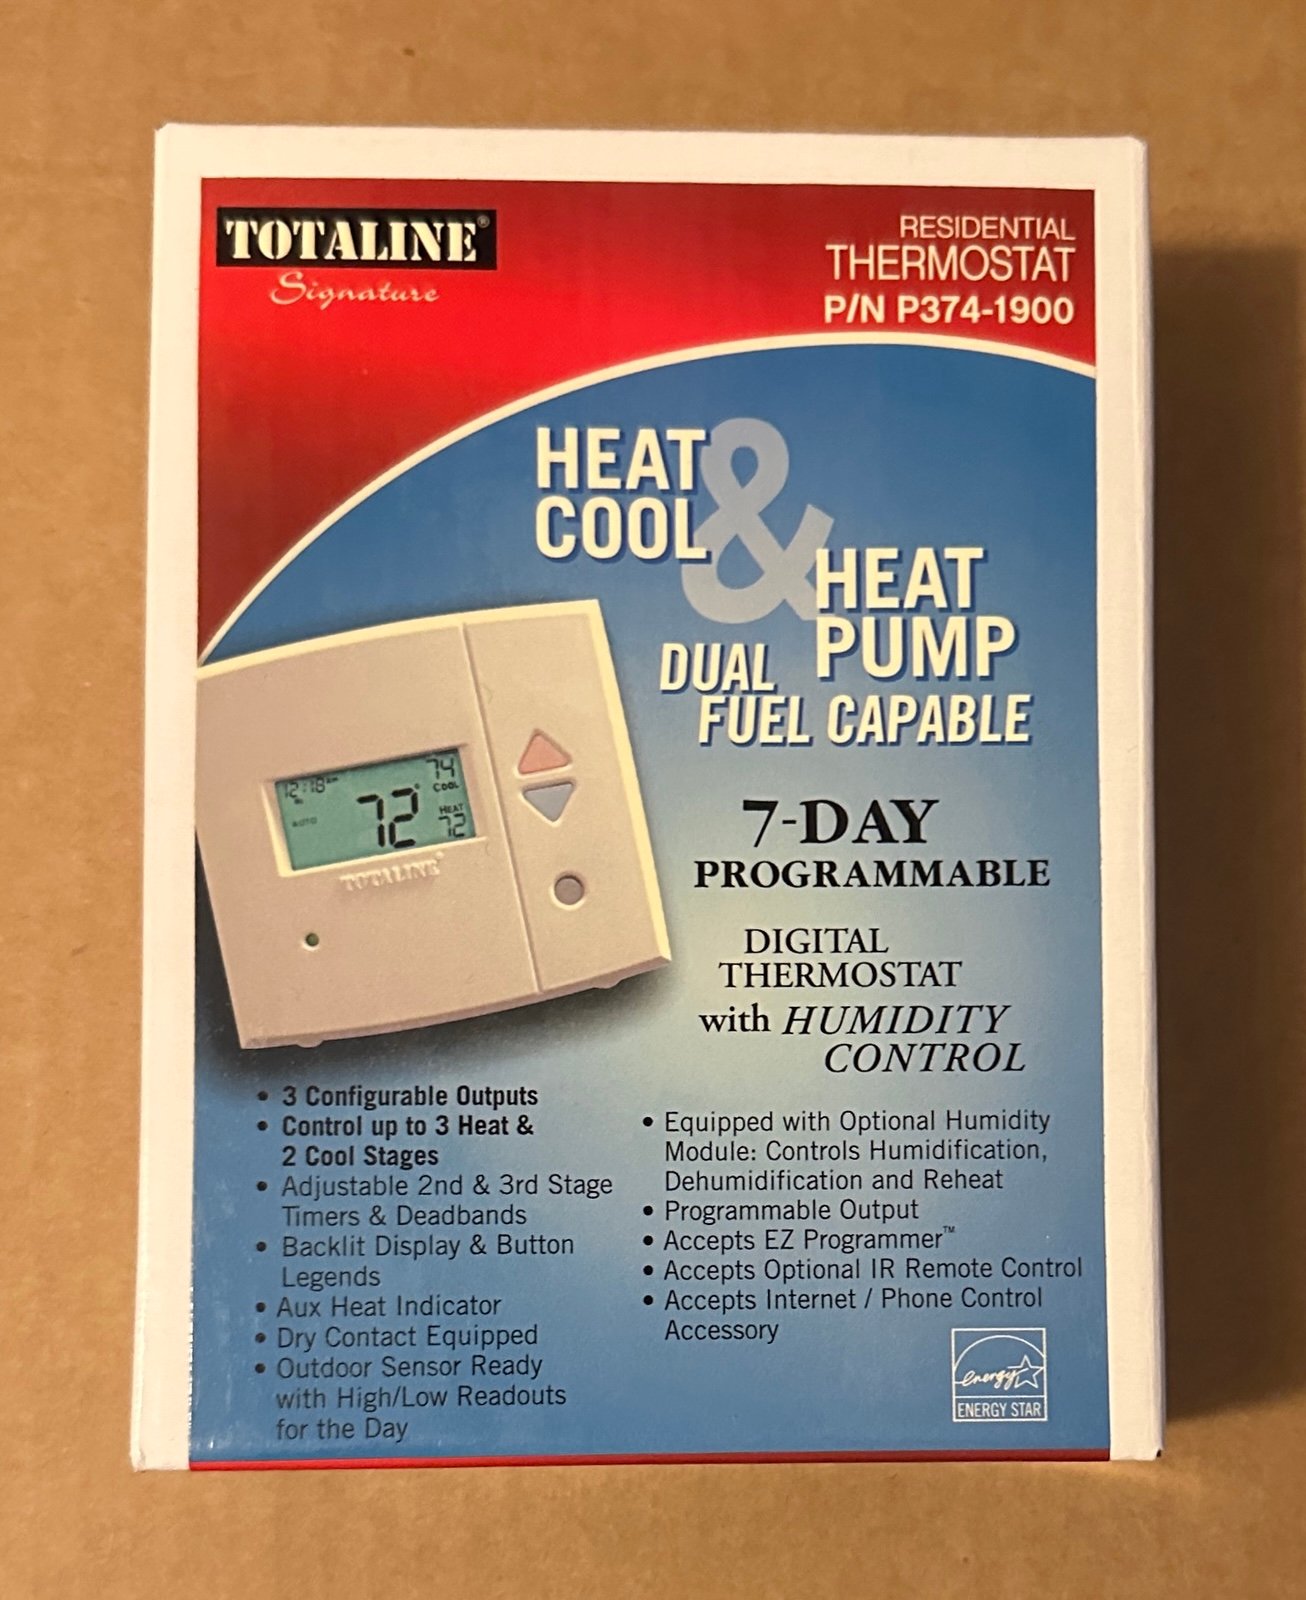 TOTALINE®
Signature
RESIDENTIAL
THERMOSTAT
P/N P374-1900
HEAT
COOL
&
HEAT
PUMP
DUAL
FUEL CAPABLE
12:18am
74
COOL
72°
HEAT
72
AUTO
TOTALINE®
7-DAY
PROGRAMMABLE
DIGITAL
THERMOSTAT
with HUMIDITY
CONTROL
• 3 Configurable Outputs
• Control up to 3 Heat &
2 Cool Stages
• Adjustable 2nd & 3rd Stage
Timers & Deadbands
• Backlit Display & Button
Legends
• Aux Heat Indicator
• Dry Contact Equipped
• Outdoor Sensor Ready
with High/Low Readouts
for the Day
• Equipped with Optional Humidity
Module: Controls Humidification,
Dehumidification and Reheat
• Programmable Output
• Accepts EZ Programmer™
• Accepts Optional IR Remote Control
• Accepts Internet / Phone Control
Accessory
energy
ENERGY STAR